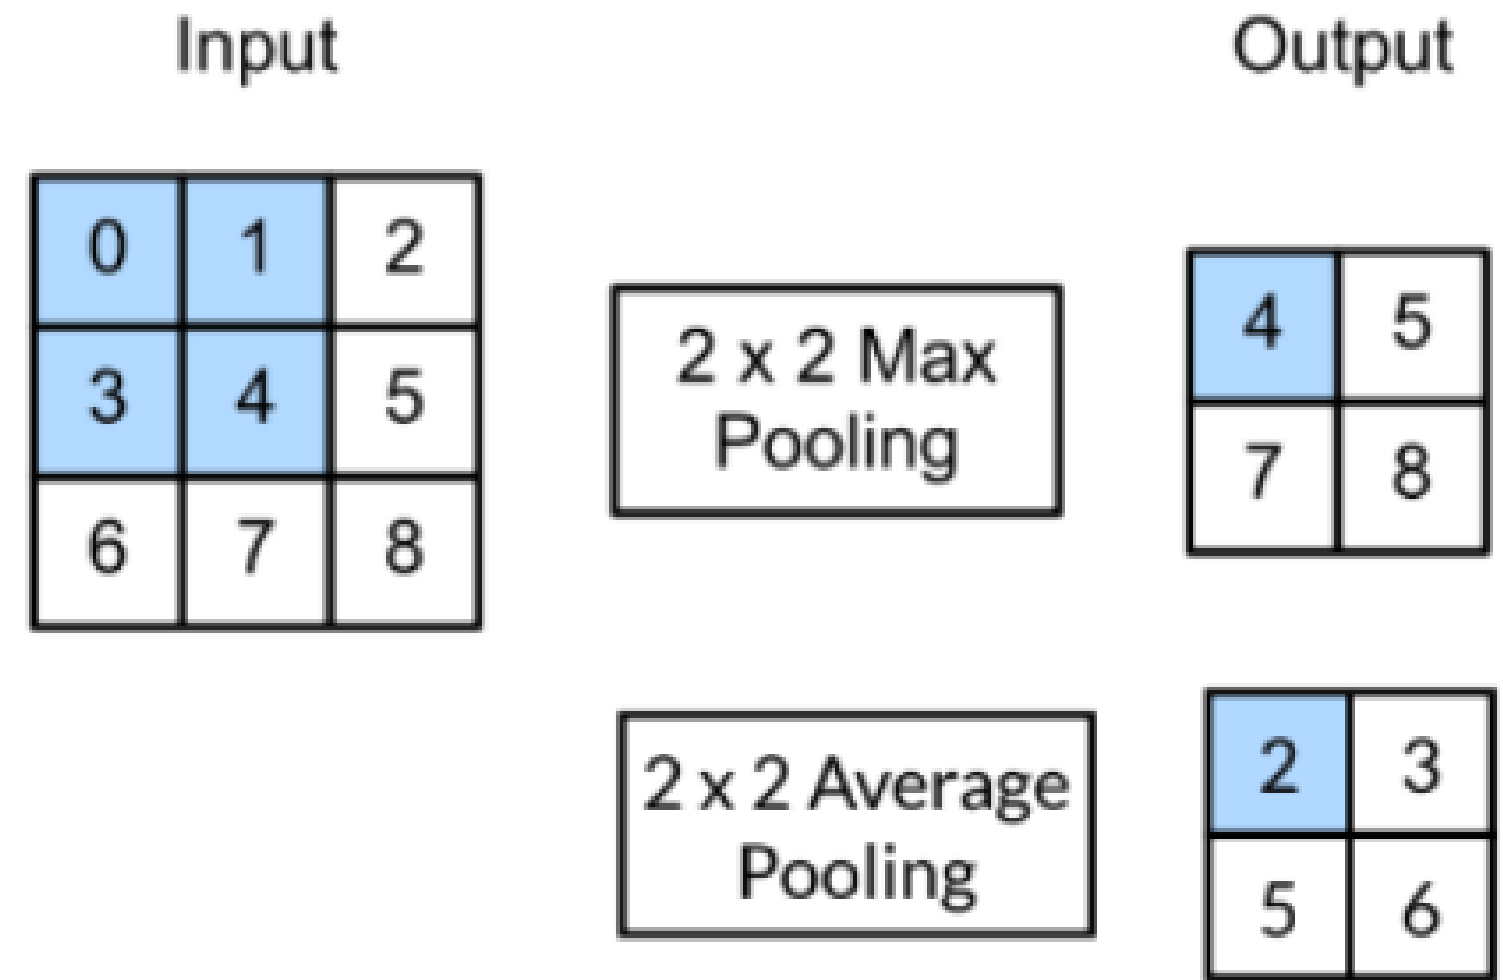 Input
Output
0 1 2
3 4 5
6 7 8
2 x 2 Max
Pooling
4 5
7 8
2 x 2 Average
Pooling
2 3
5 6